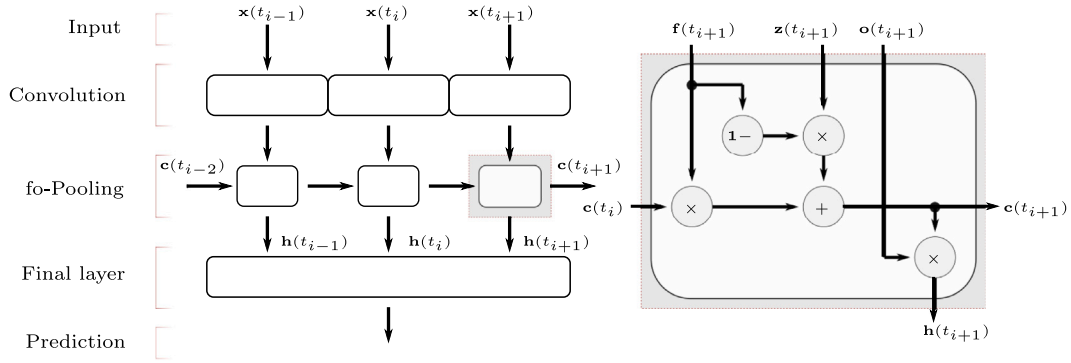 Input
Convolution
fo-Pooling
Final layer
Prediction
x(t_{i−1})
x(t_i)
x(t_{i+1})
c(t_{i−2})
c(t_{i+1})
h(t_{i−1})
h(t_i)
h(t_{i+1})
f(t_{i+1})
z(t_{i+1})
o(t_{i+1})
1−
×
c(t_i)
×
+
c(t_{i+1})
×
h(t_{i+1})